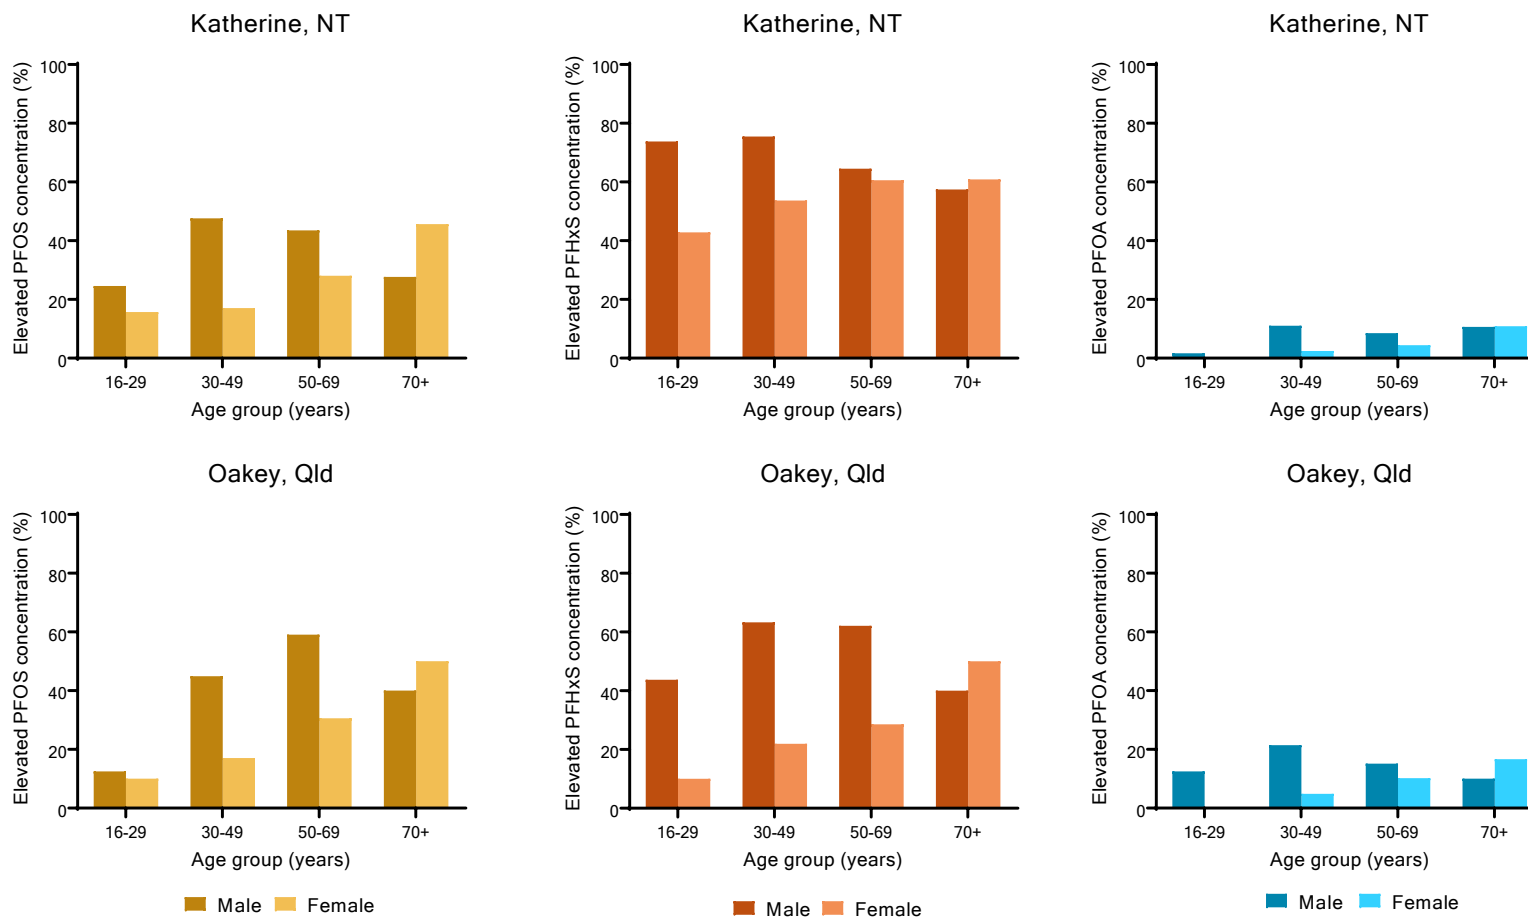 Katherine, NT
Elevated PFOS concentration (%)
100
80
60
40
20
0
16-29 30-49 50-69 70+
Age group (years)
Katherine, NT
Elevated PFHxS concentration (%)
100
80
60
40
20
0
16-29 30-49 50-69 70+
Age group (years)
Katherine, NT
Elevated PFOA concentration (%)
100
80
60
40
20
0
16-29 30-49 50-69 70+
Age group (years)
Oakey, Qld
Elevated PFOS concentration (%)
100
80
60
40
20
0
16-29 30-49 50-69 70+
Age group (years)
Male Female
Oakey, Qld
Elevated PFHxS concentration (%)
100
80
60
40
20
0
16-29 30-49 50-69 70+
Age group (years)
Male Female
Oakey, Qld
Elevated PFOA concentration (%)
100
80
60
40
20
0
16-29 30-49 50-69 70+
Age group (years)
Male Female